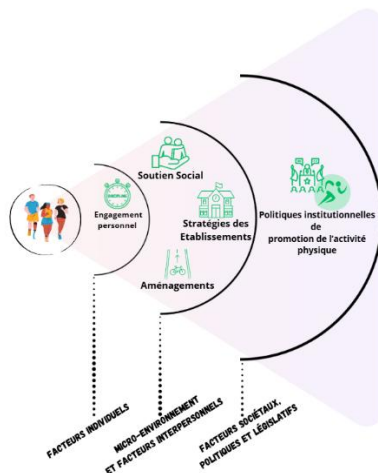 Soutien Social
Engagement
personnel
Stratégies des
Etablissements
Aménagements
Politiques institutionnelles
de
promotion de l'activité
physique
FACTEURS INDIVIDUELS
MICRO-ENVIRONNEMENT
ET FACTEURS INTERPERSONNELS
FACTEURS SOCIÉTAUX,
POLITIQUES ET LÉGISLATIFS